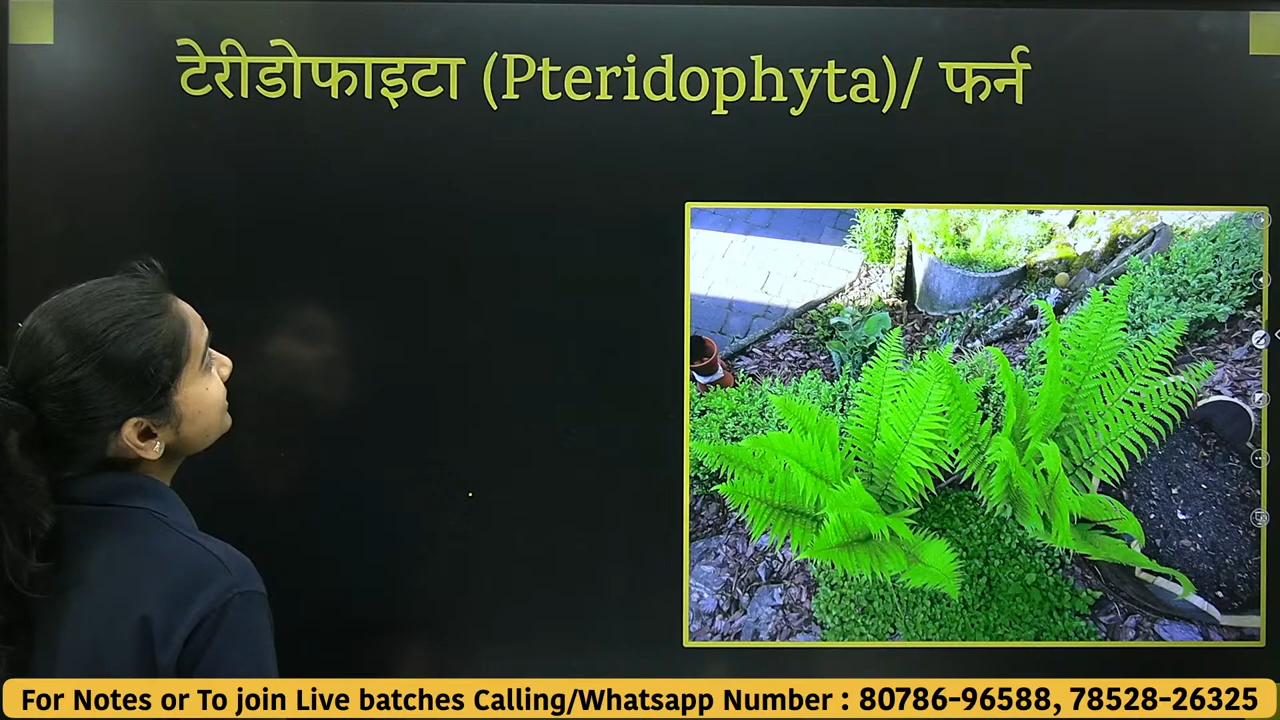 टेरीडोफाइटा (Pteridophyta)/ फर्न
For Notes or To join Live batches Calling/Whatsapp Number : 80786-96588, 78528-26325